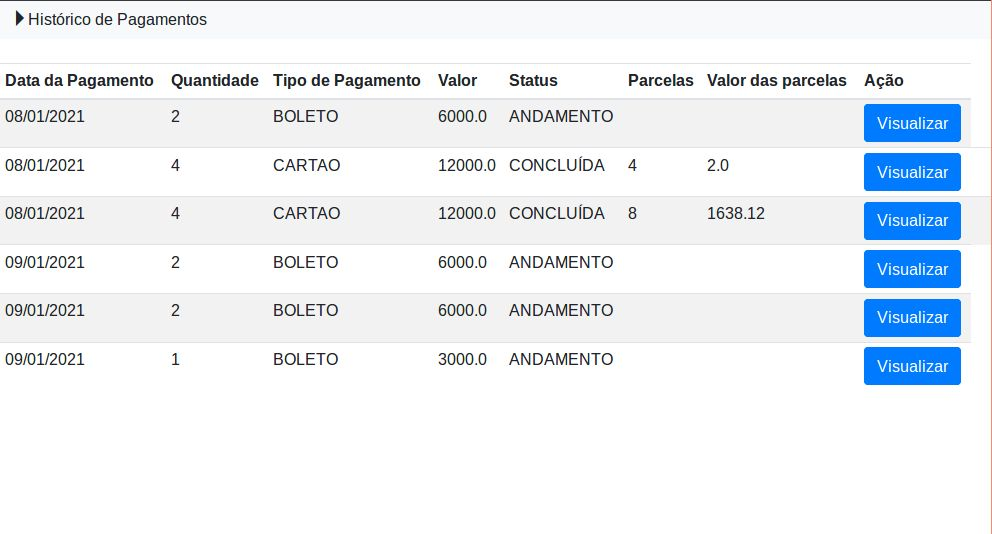 Histórico de Pagamentos
Data da Pagamento Quantidade Tipo de Pagamento Valor Status Parcelas Valor das parcelas Ação
08/01/2021 2 BOLETO 6000.0 ANDAMENTO Visualizar
08/01/2021 4 CARTAO 12000.0 CONCLUÍDA 4 2.0 Visualizar
08/01/2021 4 CARTAO 12000.0 CONCLUÍDA 8 1638.12 Visualizar
09/01/2021 2 BOLETO 6000.0 ANDAMENTO Visualizar
09/01/2021 2 BOLETO 6000.0 ANDAMENTO Visualizar
09/01/2021 1 BOLETO 3000.0 ANDAMENTO Visualizar